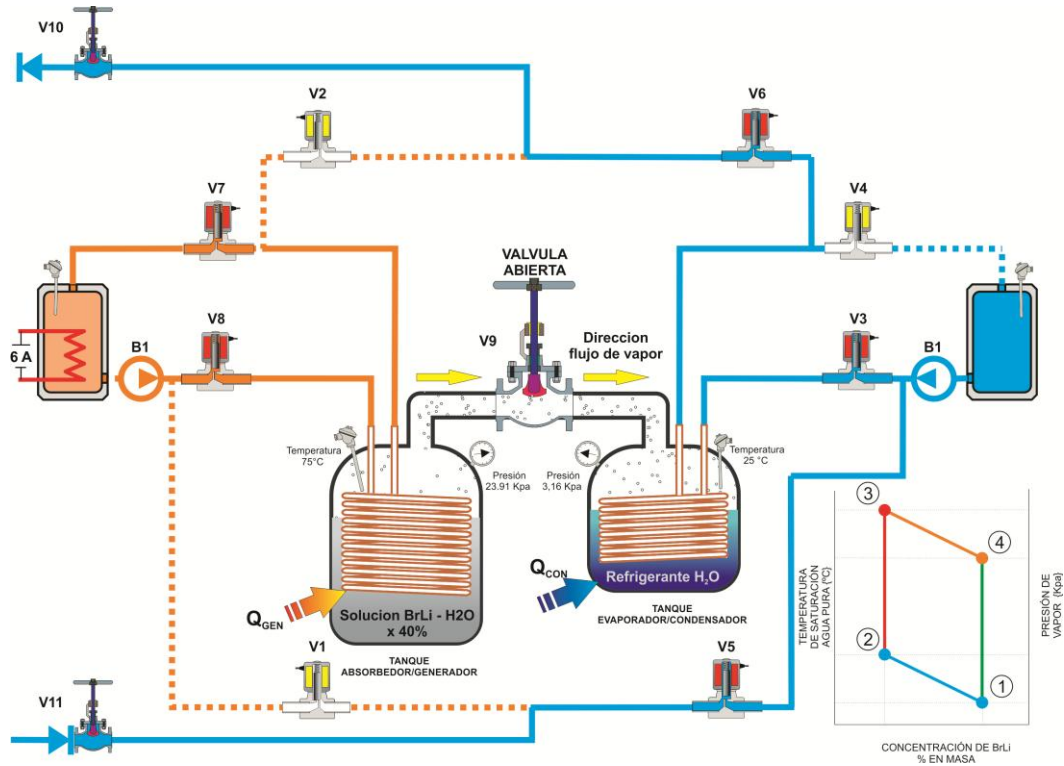 V10
V2
V6
V7
V4
VALVULA
ABIERTA
V8
V9
Direccion
flujo de vapor
V3
B1
B1
6 A
Temperatura
75°C
Presión
23.91 Kpa
Presión
3,16 Kpa
Temperatura
25 °C
QGEN
Solucion BrLi - H2O
x 40%
TANQUE
ABSORBEDOR/GENERADOR
QCON
Refrigerante H2O
TANQUE
EVAPORADOR/CONDENSADOR
V1
V5
V11
3
4
2
1
TEMPERATURA
DE SATURACIÓN
AGUA PURA (ºC)
PRESIÓN DE
VAPOR (Kpa)
CONCENTRACIÓN DE BrLi
% EN MASA